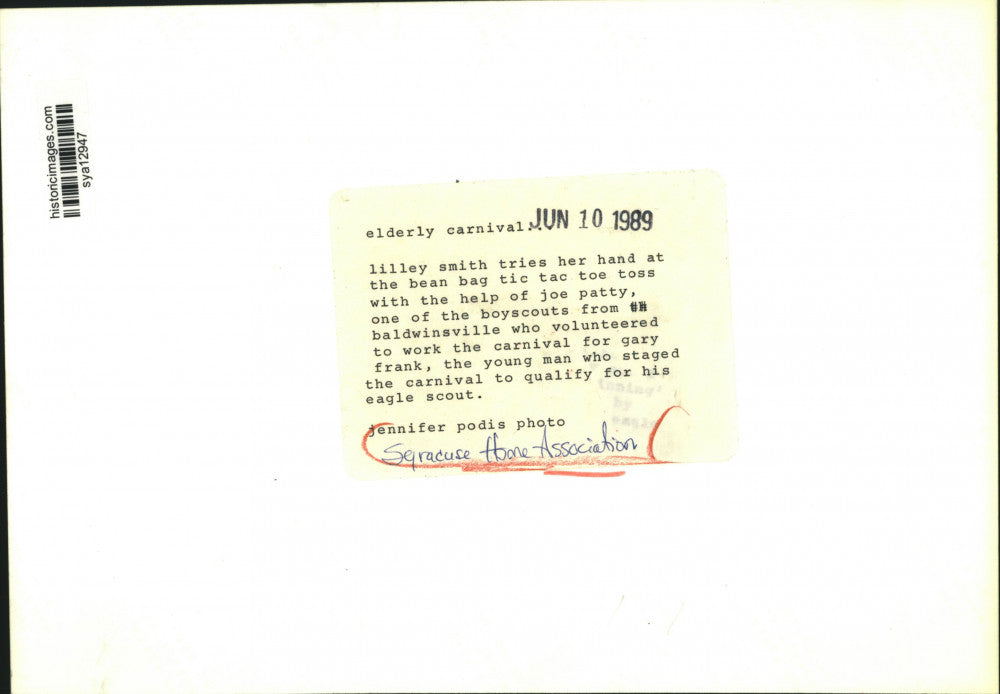 historicimages.com
sya12947
elderly carnival... JUN 10 1989
lilley smith tries her hand at
the bean bag tic tac toe toss
with the help of joe patty,
one of the boyscouts from
baldwinsville who volunteered
to work the carnival for gary
frank, the young man who staged
the carnival to qualify for his
eagle scout.
jennifer podis photo
Syracuse Home Association